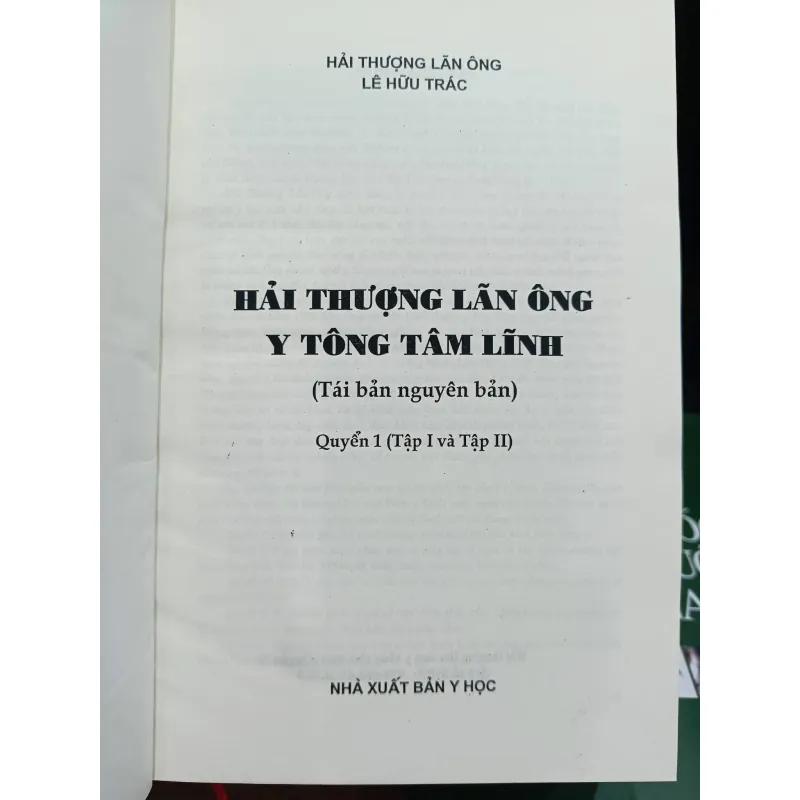 HẢI THƯỢNG LÃN ÔNG
LÊ HỮU TRÁC
HẢI THƯỢNG LÃN ÔNG
Y TÔNG TÂM LĨNH
(Tái bản nguyên bản)
Quyển 1 (Tập I và Tập II)
NHÀ XUẤT BẢN Y HỌC